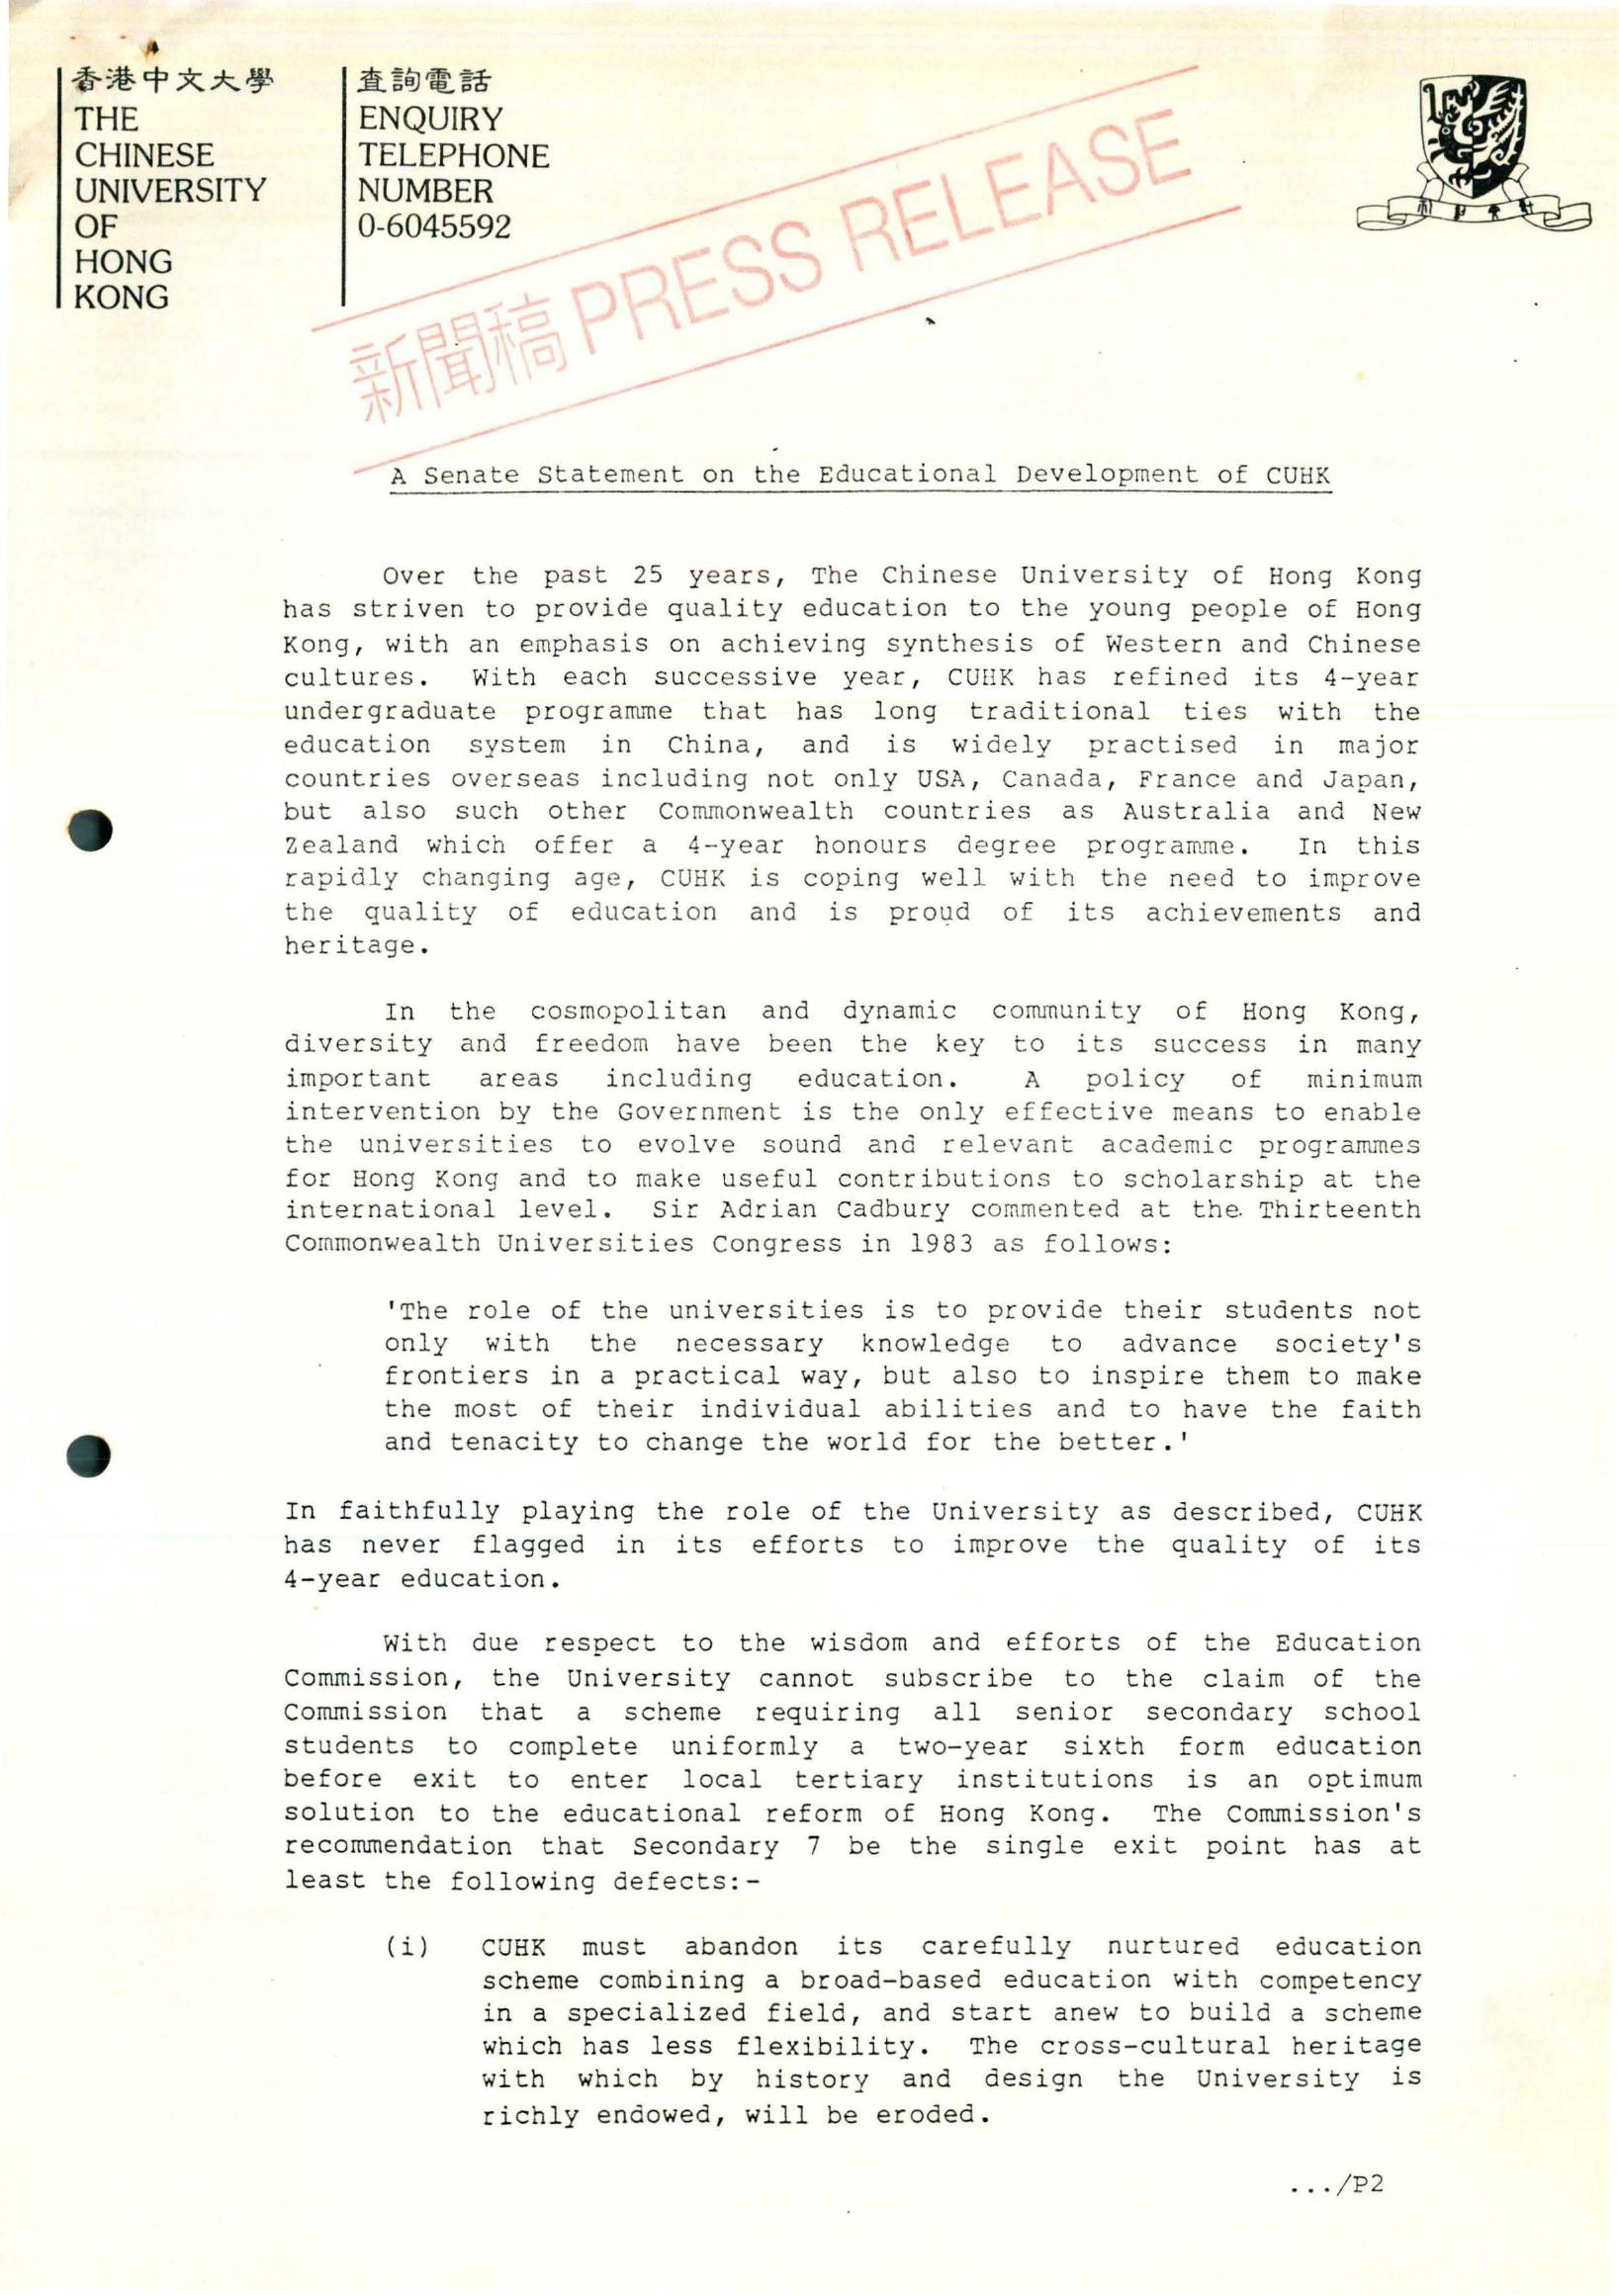 香港中文大學
THE
CHINESE
UNIVERSITY
OF
HONG
KONG
查詢電話
ENQUIRY
TELEPHONE
NUMBER
0-6045592
新聞稿 PRESS RELEASE
A Senate Statement on the Educational Development of CUHK
Over the past 25 years, The Chinese University of Hong Kong
has striven to provide quality education to the young people of Hong
Kong, with an emphasis on achieving synthesis of Western and Chinese
cultures. With each successive year, CUHK has refined its 4-year
undergraduate programme that has long traditional ties with the
education system in China, and is widely practised in major
countries overseas including not only USA, Canada, France and Japan,
but also such other Commonwealth countries as Australia and New
Zealand which offer a 4-year honours degree programme. In this
rapidly changing age, CUHK is coping well with the need to improve
the quality of education and is proud of its achievements and
heritage.
In the cosmopolitan and dynamic community of Hong Kong,
diversity and freedom have been the key to its success in many
important areas including education. A policy of minimum
intervention by the Government is the only effective means to enable
the universities to evolve sound and relevant academic programmes
for Hong Kong and to make useful contributions to scholarship at the
international level. Sir Adrian Cadbury commented at the Thirteenth
Commonwealth Universities Congress in 1983 as follows:
'The role of the universities is to provide their students not
only with the necessary knowledge to advance society's
frontiers in a practical way, but also to inspire them to make
the most of their individual abilities and to have the faith
and tenacity to change the world for the better.'
In faithfully playing the role of the University as described, CUHK
has never flagged in its efforts to improve the quality of its
4-year education.
With due respect to the wisdom and efforts of the Education
Commission, the University cannot subscribe to the claim of the
Commission that a scheme requiring all senior secondary school
students to complete uniformly a two-year sixth form education
before exit to enter local tertiary institutions is an optimum
solution to the educational reform of Hong Kong. The Commission's
recommendation that Secondary 7 be the single exit point has at
least the following defects:-
(i) CUHK must abandon its carefully nurtured education
scheme combining a broad-based education with competency
in a specialized field, and start anew to build a scheme
which has less flexibility. The cross-cultural heritage
with which by history and design the University is
richly endowed, will be eroded.
.../P2